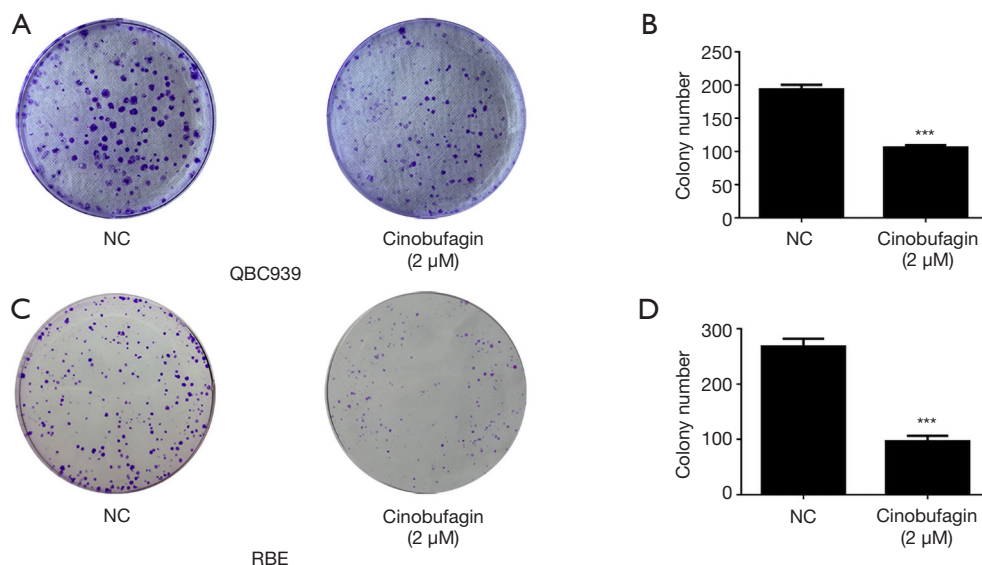 A
NC
Cinobufagin
(2 μM)
QBC939
B
Colony number
250
200
150
100
50
0
***
NC
Cinobufagin
(2 μM)
C
NC
Cinobufagin
(2 μM)
RBE
D
Colony number
300
200
100
0
***
NC
Cinobufagin
(2 μM)